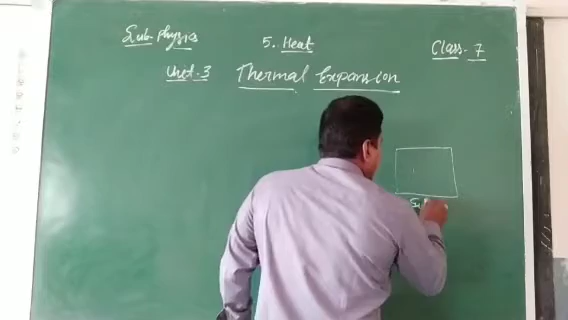 Sub. Physics 5. Heat Class - 7
Unit. 3 Thermal Expansion